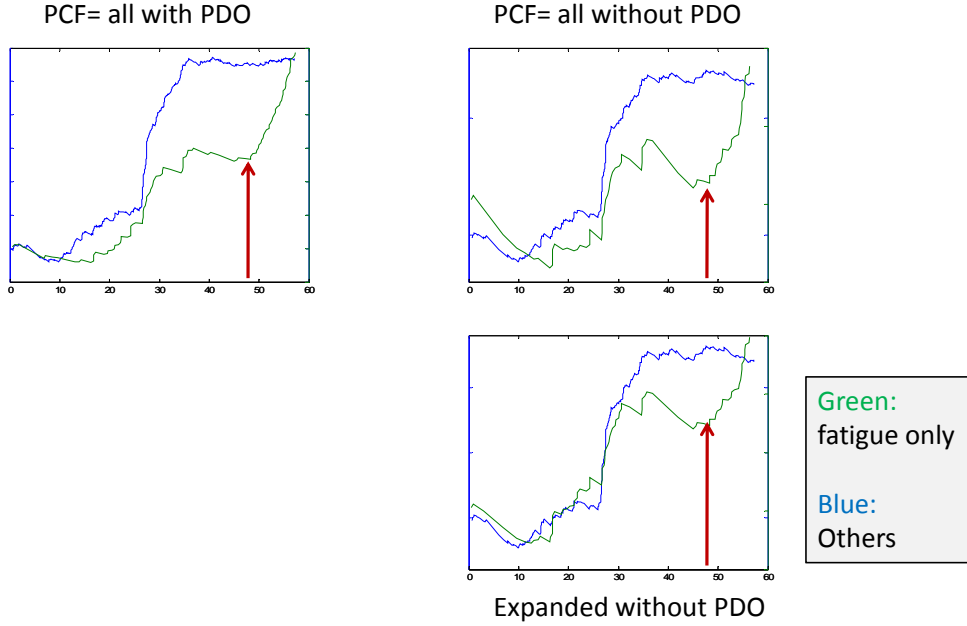 PCF= all with PDO
PCF= all without PDO
0 10 20 30 40 50 60
0 10 20 30 40 50 60
0 10 20 30 40 50 60
Green:
fatigue only
Blue:
Others
Expanded without PDO